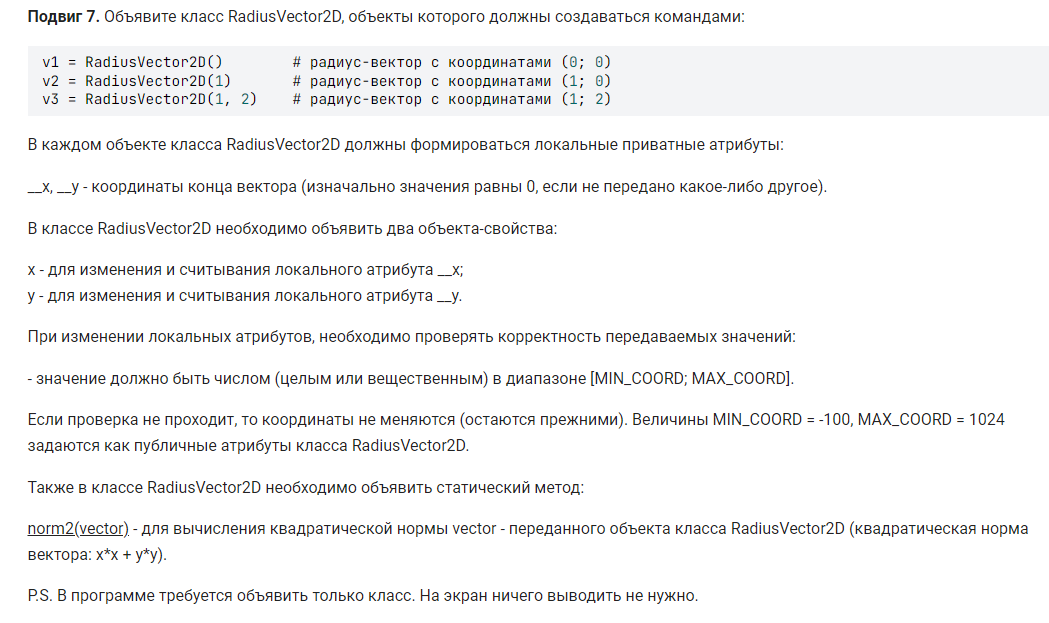 Подвиг 7. Объявите класс RadiusVector2D, объекты которого должны создаваться командами:
v1 = RadiusVector2D()        # радиус-вектор с координатами (0; 0)
v2 = RadiusVector2D(1)       # радиус-вектор с координатами (1; 0)
v3 = RadiusVector2D(1, 2)    # радиус-вектор с координатами (1; 2)
В каждом объекте класса RadiusVector2D должны формироваться локальные приватные атрибуты:
__x, __y - координаты конца вектора (изначально значения равны 0, если не передано какое-либо другое).
В классе RadiusVector2D необходимо объявить два объекта-свойства:
x - для изменения и считывания локального атрибута __x;
y - для изменения и считывания локального атрибута __y.
При изменении локальных атрибутов, необходимо проверять корректность передаваемых значений:
- значение должно быть числом (целым или вещественным) в диапазоне [MIN_COORD; MAX_COORD].
Если проверка не проходит, то координаты не меняются (остаются прежними). Величины MIN_COORD = -100, MAX_COORD = 1024
задаются как публичные атрибуты класса RadiusVector2D.
Также в классе RadiusVector2D необходимо объявить статический метод:
norm2(vector) - для вычисления квадратической нормы vector - переданного объекта класса RadiusVector2D (квадратическая норма
вектора: x*x + y*y).
P.S. В программе требуется объявить только класс. На экран ничего выводить не нужно.